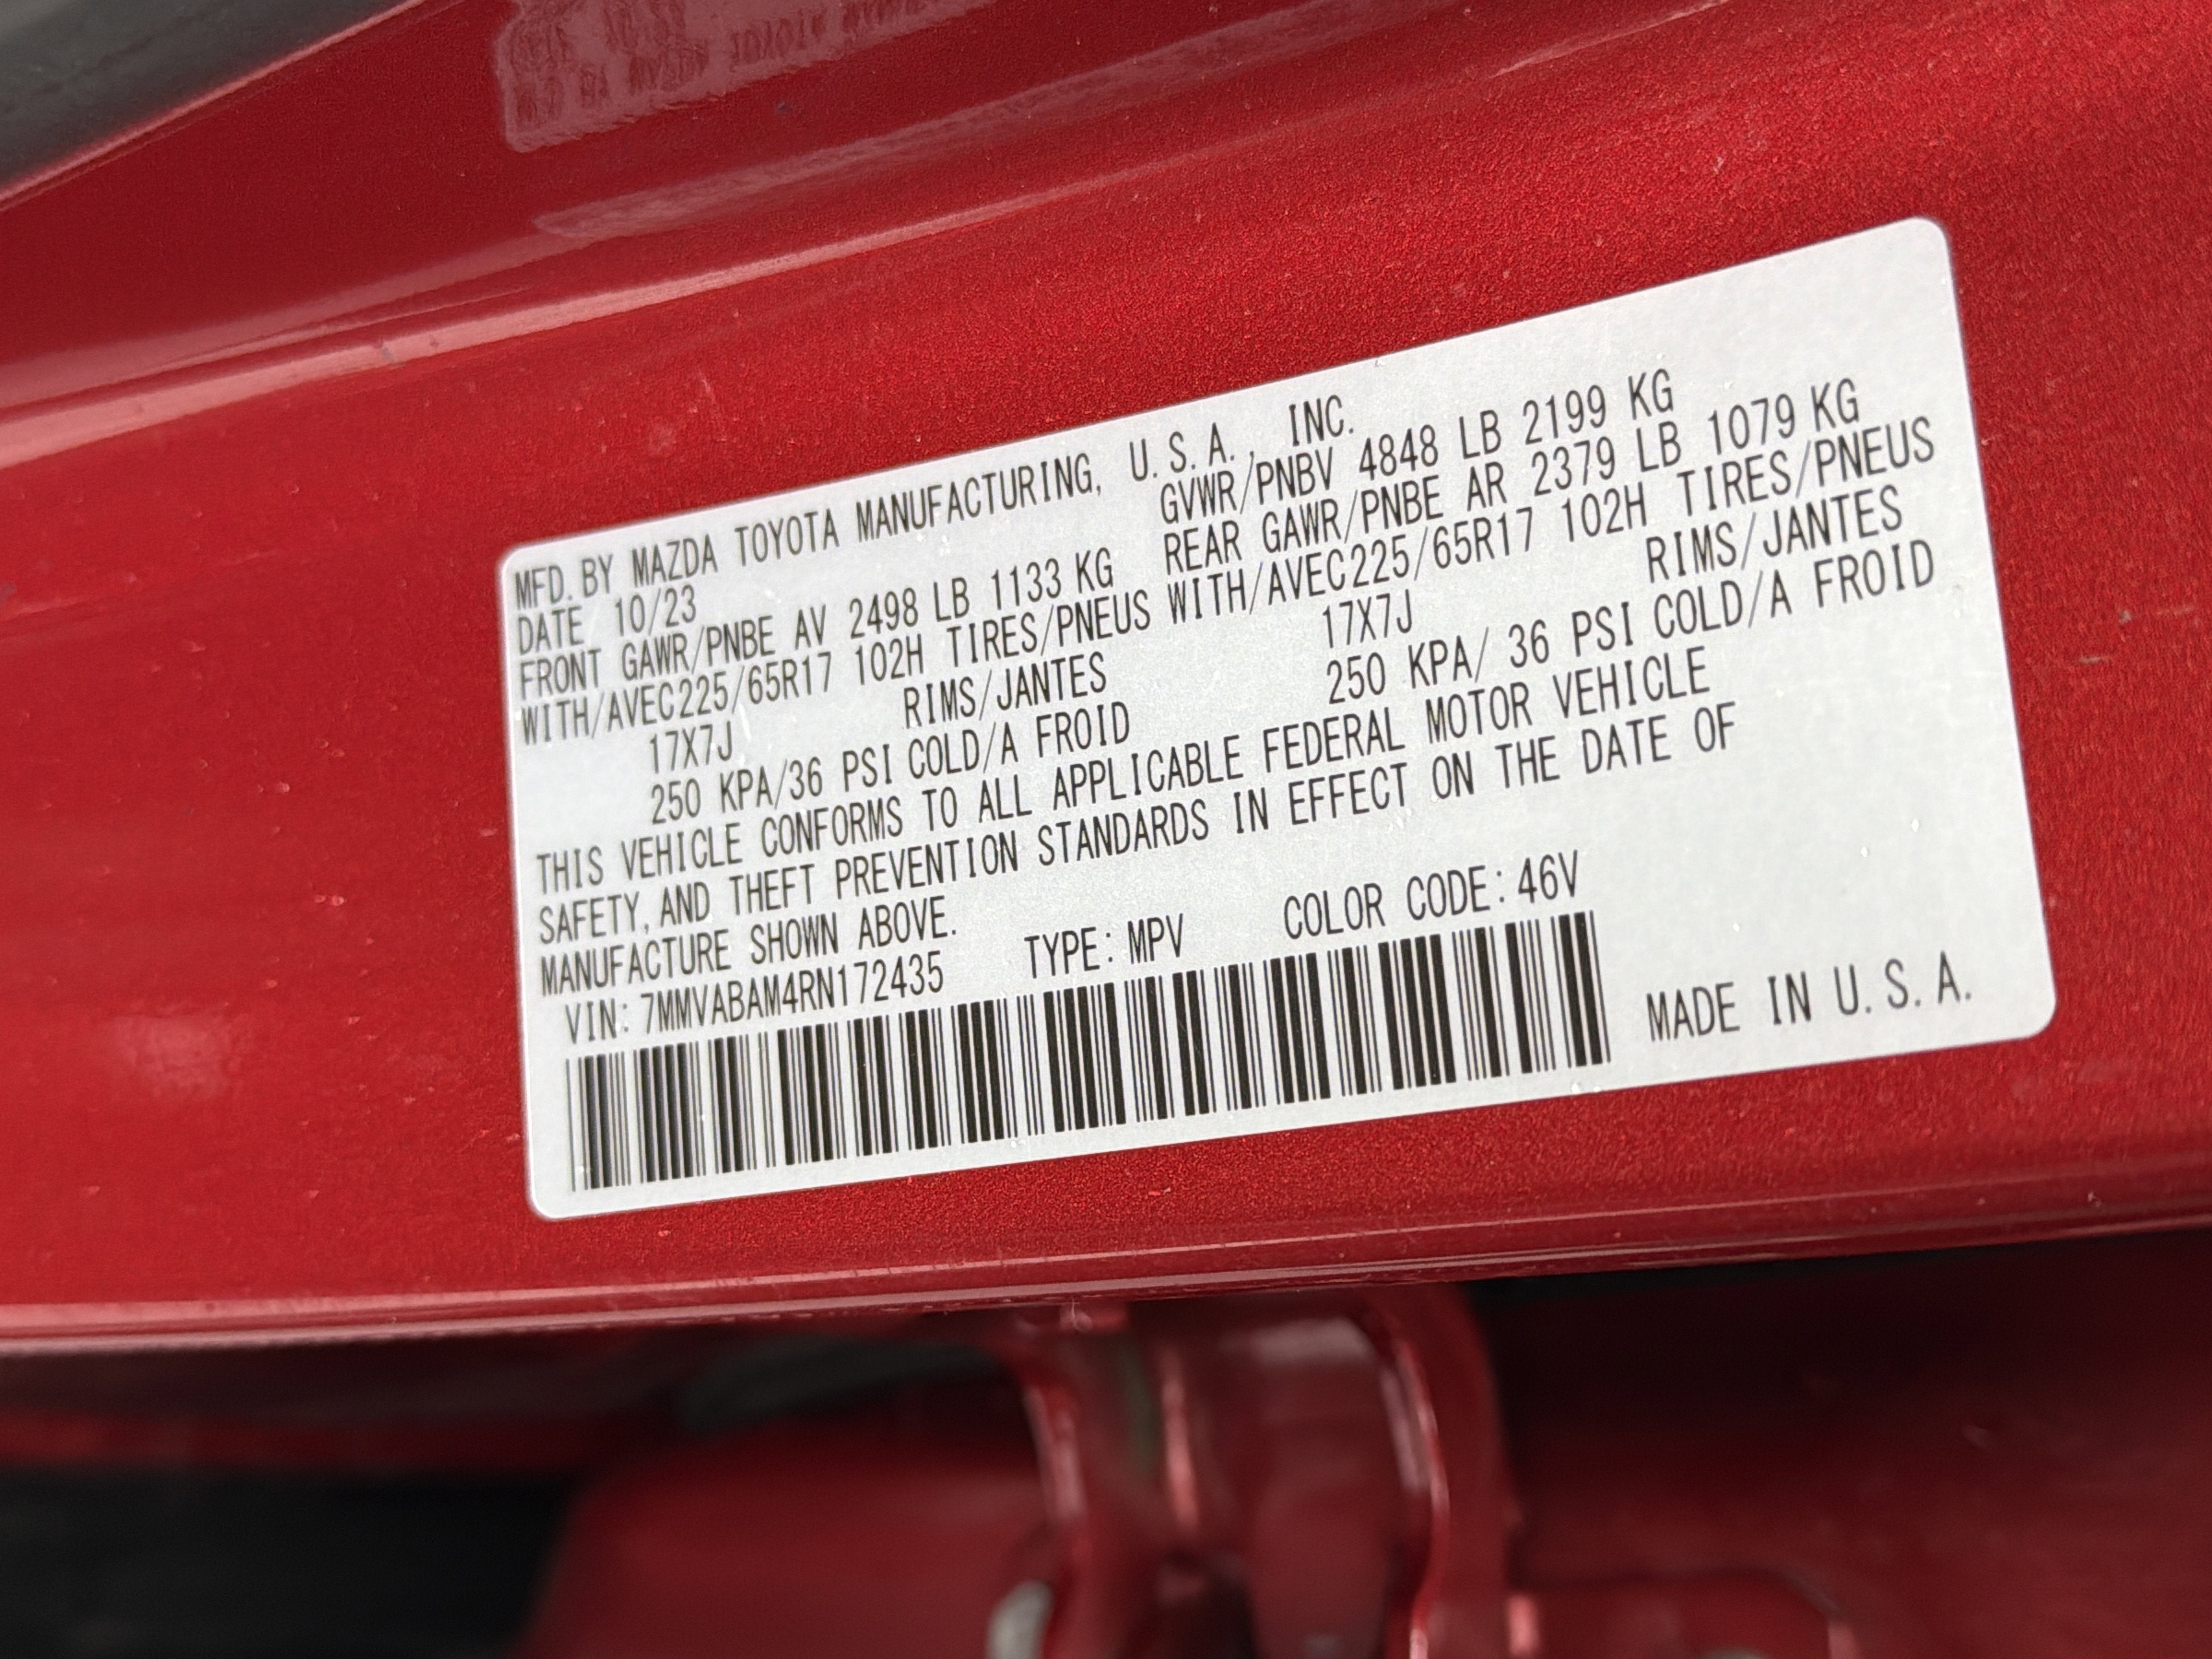 MFD. BY MAZDA TOYOTA MANUFACTURING, U.S.A., INC.
DATE 10/23 GVWR/PNBV 4848 LB 2199 KG
FRONT GAWR/PNBE AV 2498 LB 1133 KG REAR GAWR/PNBE AR 2379 LB 1079 KG
WITH/AVEC225/65R17 102H TIRES/PNEUS WITH/AVEC225/65R17 102H TIRES/PNEUS
17X7J RIMS/JANTES 17X7J RIMS/JANTES
250 KPA/36 PSI COLD/A FROID 250 KPA/ 36 PSI COLD/A FROID
THIS VEHICLE CONFORMS TO ALL APPLICABLE FEDERAL MOTOR VEHICLE
SAFETY, AND THEFT PREVENTION STANDARDS IN EFFECT ON THE DATE OF
MANUFACTURE SHOWN ABOVE.
VIN: 7MMVABAM4RN172435 TYPE: MPV COLOR CODE: 46V
MADE IN U.S.A.